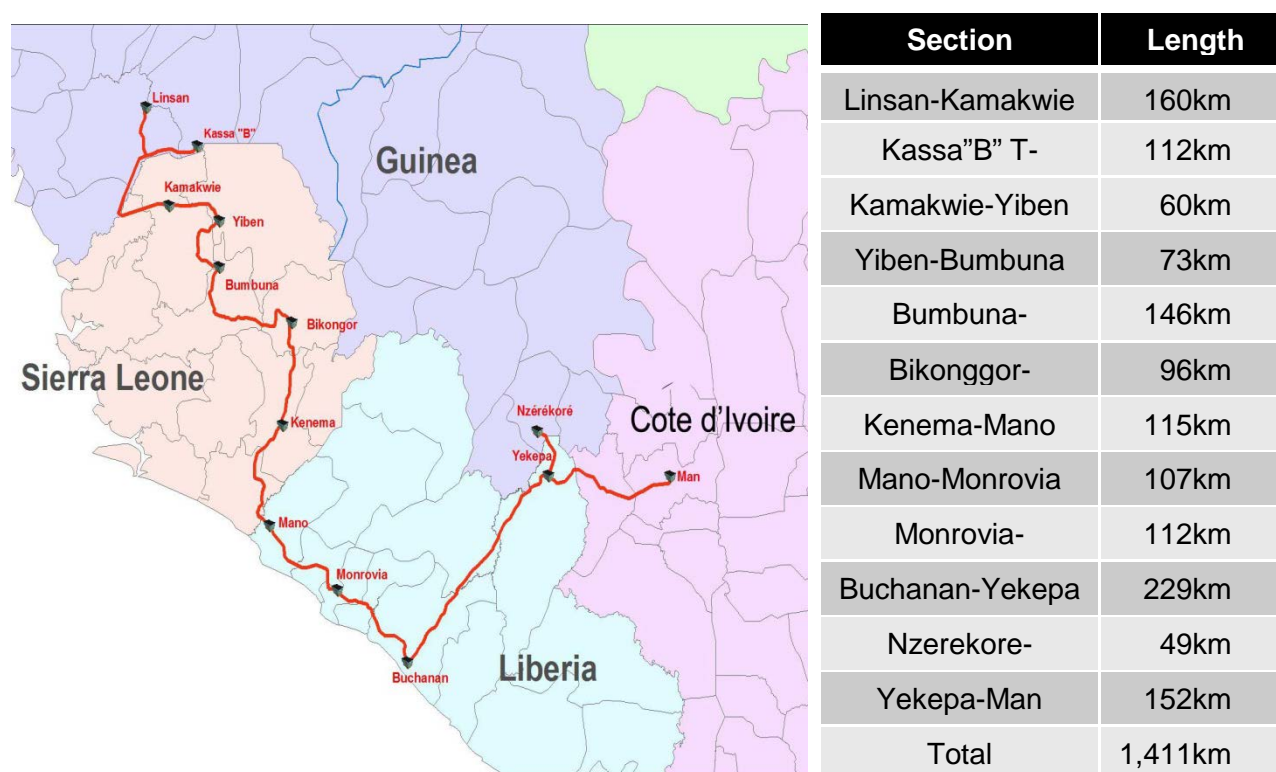 Linsan
Kassa "B"
Guinea
Kamakwie
Yiben
Bumbuna
Bikongor
Sierra Leone
Kenema
Nzérékoré
Cote d'Ivoire
Yekepa
Man
Mano
Monrovia
Buchanan
Liberia
Section Length
Linsan-Kamakwie 160km
Kassa”B” T- 112km
Kamakwie-Yiben 60km
Yiben-Bumbuna 73km
Bumbuna- 146km
Bikonggor- 96km
Kenema-Mano 115km
Mano-Monrovia 107km
Monrovia- 112km
Buchanan-Yekepa 229km
Nzerekore- 49km
Yekepa-Man 152km
Total 1,411km